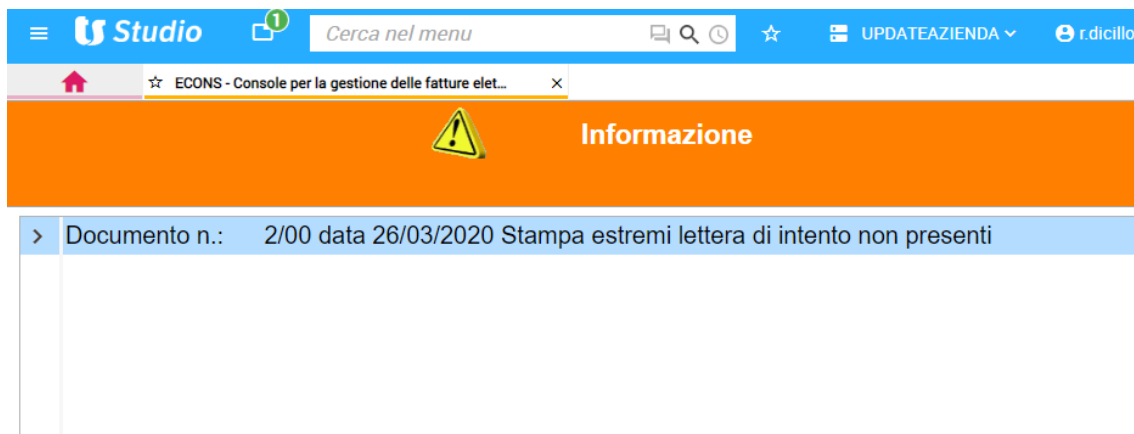 ts Studio
1
Cerca nel menu
UPDATEAZIENDA
r.dicillo
ECONS - Console per la gestione delle fatture elet...
Informazione
Documento n.: 2/00 data 26/03/2020 Stampa estremi lettera di intento non presenti